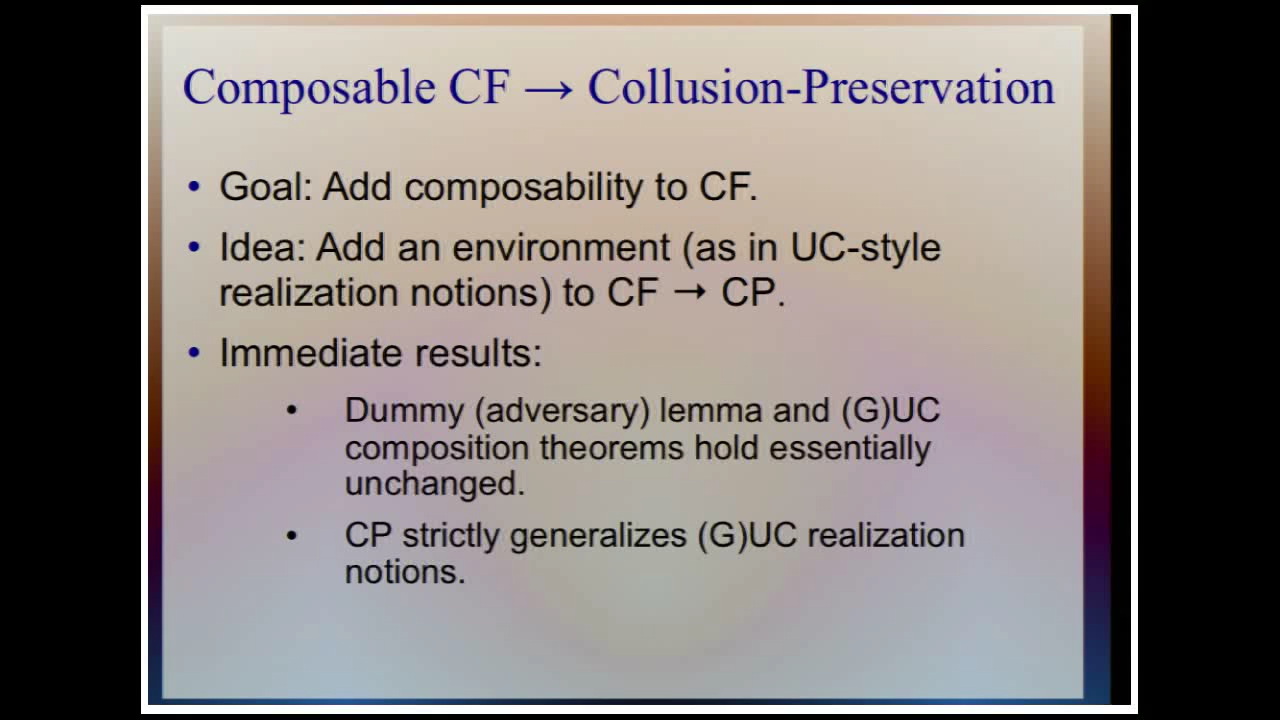 Composable CF → Collusion-Preservation
• Goal: Add composability to CF.
• Idea: Add an environment (as in UC-style
realization notions) to CF → CP.
• Immediate results:
• Dummy (adversary) lemma and (G)UC
composition theorems hold essentially
unchanged.
• CP strictly generalizes (G)UC realization
notions.